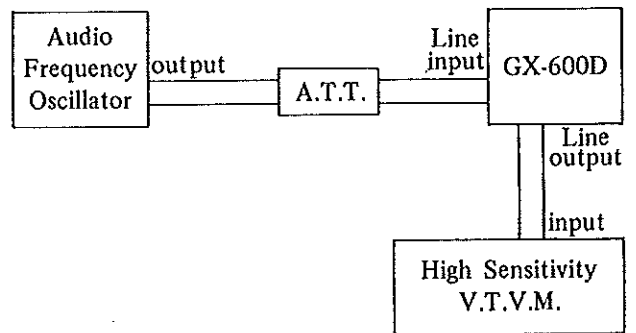 Audio
Frequency
Oscillator
output
A.T.T.
Line
input
GX-600D
Line
output
input
High Sensitivity
V.T.V.M.